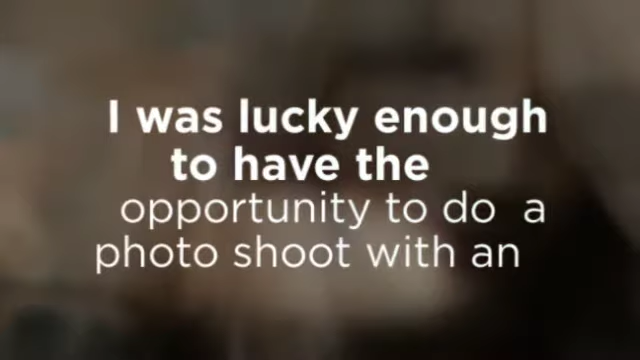 I was lucky enough
to have the
opportunity to do a
photo shoot with an